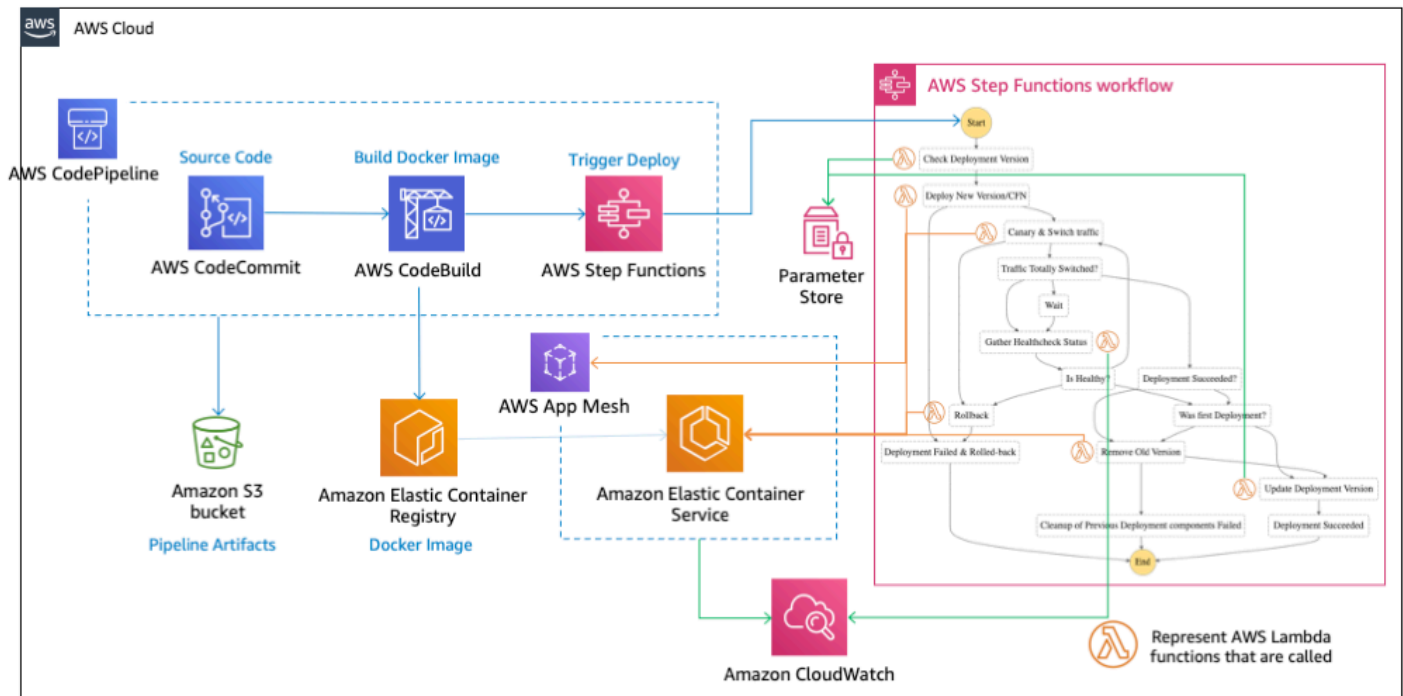 aws
AWS Cloud
AWS CodePipeline
Source Code
AWS CodeCommit
Build Docker Image
AWS CodeBuild
Trigger Deploy
AWS Step Functions
Amazon S3
bucket
Pipeline Artifacts
Amazon Elastic Container
Registry
Docker Image
AWS App Mesh
Amazon Elastic Container
Service
Parameter
Store
Amazon CloudWatch
AWS Step Functions workflow
Start
Check Deployment Version
Deploy New Version/CFN
Canary & Switch traffic
Traffic Totally Switched?
Wait
Gather Healthcheck Status
Is Healthy?
Deployment Succeeded?
Rollback
Was first Deployment?
Deployment Failed & Rolled-back
Remove Old Version
Update Deployment Version
Cleanup of Previous Deployment components Failed
Deployment Succeeded
End
Represent AWS Lambda
functions that are called